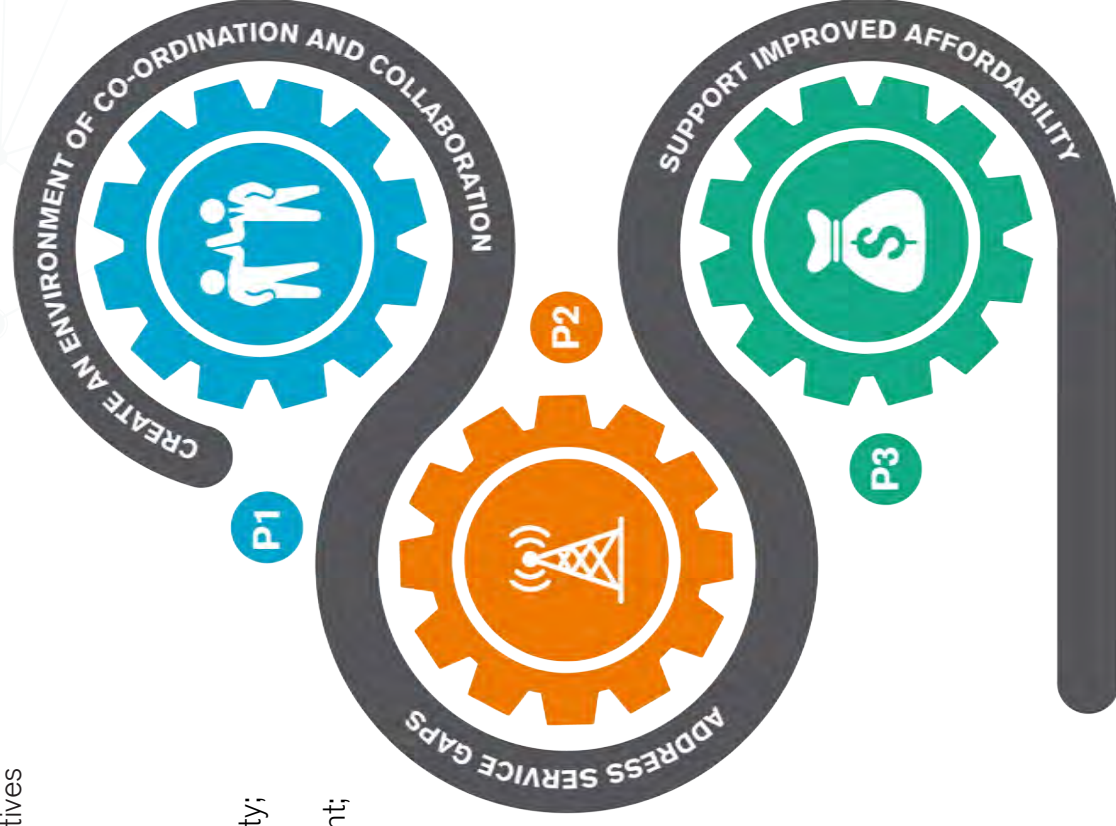 CREATE AN ENVIRONMENT OF CO-ORDINATION AND COLLABORATION
P1
ADDRESS SERVICE GAPS
P2
SUPPORT IMPROVED AFFORDABILITY
P3
$